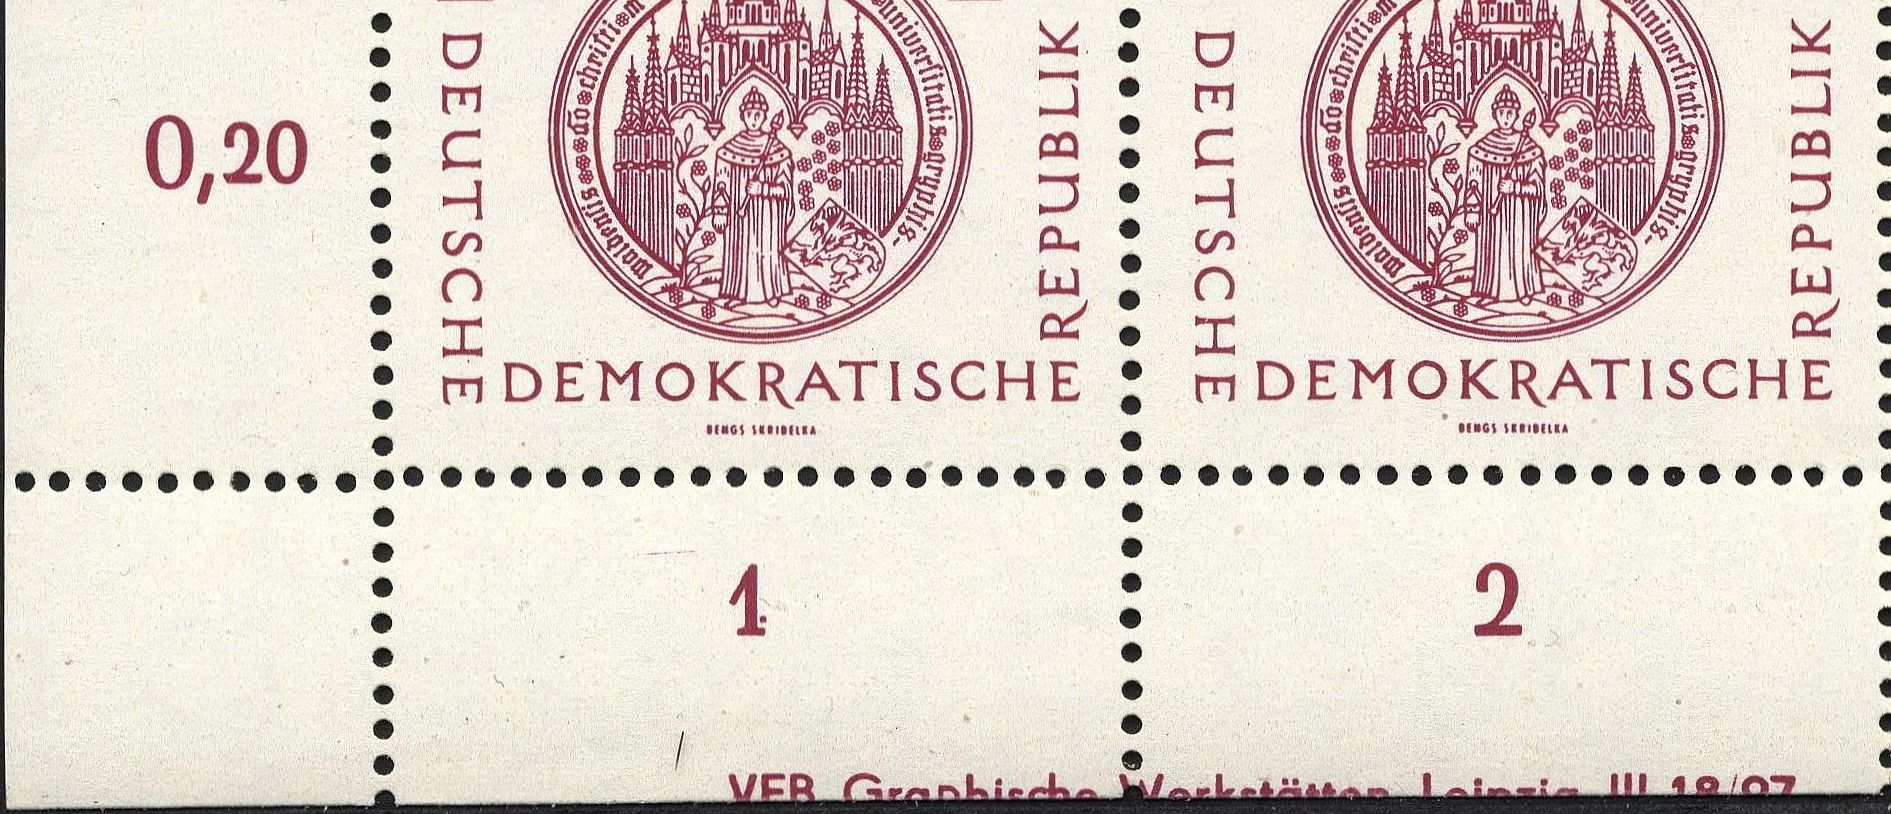 0,20
DEUTSCHE
DEMOKRATISCHE
REPUBLIK
BENGS SKRIBELKA
DEUTSCHE
DEMOKRATISCHE
REPUBLIK
BENGS SKRIBELKA
1
2
VEB Graphische Werkstätten Leipzig III 18/97